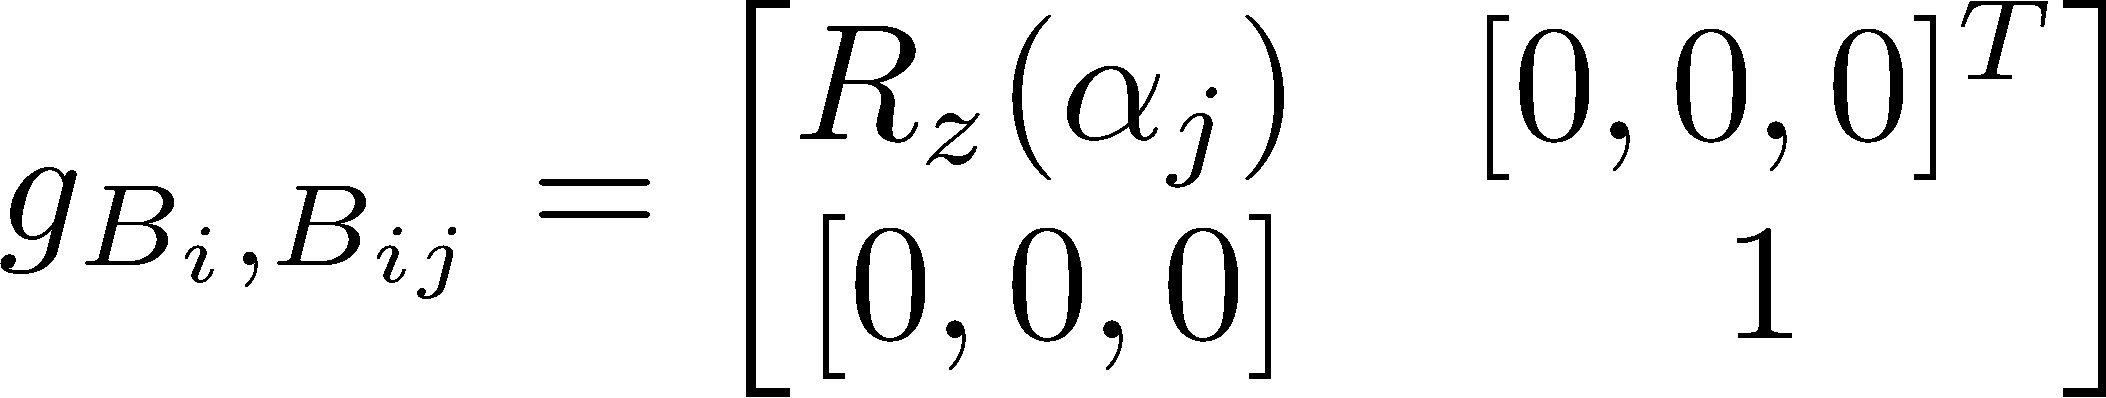 g_{B_i,B_{ij}} = \begin{bmatrix} R_z(\alpha_j) & [0,0,0]^T \\ [0,0,0] & 1 \end{bmatrix}